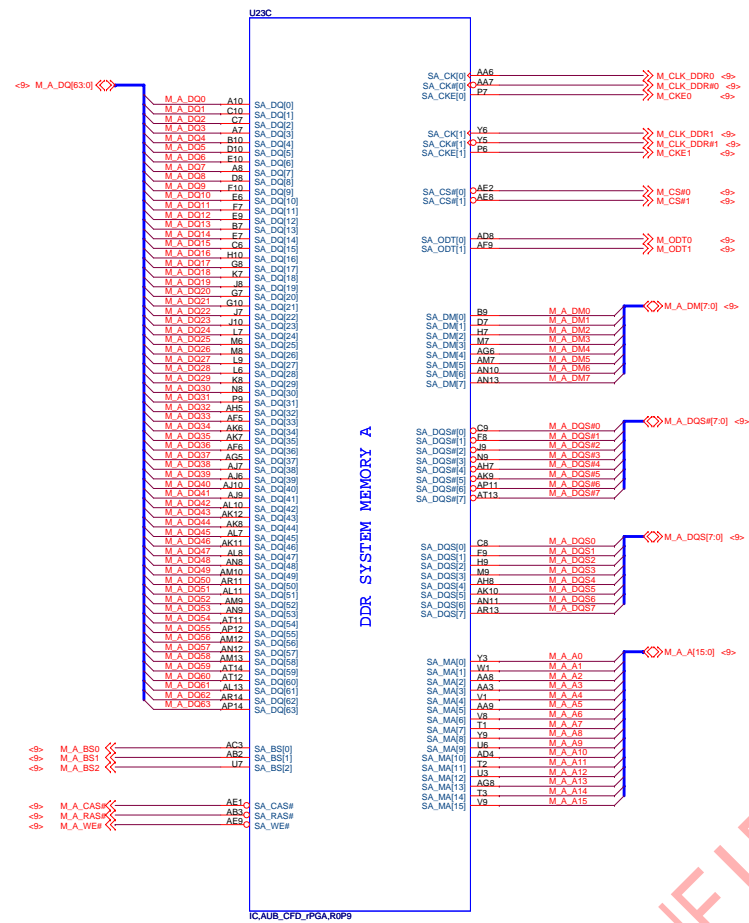 U23C
<9> M_A_DQ[63:0]
M_A_DQ0 A10 SA_DQ[0]
M_A_DQ1 C10 SA_DQ[1]
M_A_DQ2 C7 SA_DQ[2]
M_A_DQ3 A7 SA_DQ[3]
M_A_DQ4 B10 SA_DQ[4]
M_A_DQ5 D10 SA_DQ[5]
M_A_DQ6 E10 SA_DQ[6]
M_A_DQ7 A8 SA_DQ[7]
M_A_DQ8 D8 SA_DQ[8]
M_A_DQ9 F10 SA_DQ[9]
M_A_DQ10 E6 SA_DQ[10]
M_A_DQ11 F7 SA_DQ[11]
M_A_DQ12 E9 SA_DQ[12]
M_A_DQ13 B7 SA_DQ[13]
M_A_DQ14 E7 SA_DQ[14]
M_A_DQ15 C6 SA_DQ[15]
M_A_DQ16 H10 SA_DQ[16]
M_A_DQ17 G8 SA_DQ[17]
M_A_DQ18 K7 SA_DQ[18]
M_A_DQ19 J8 SA_DQ[19]
M_A_DQ20 G7 SA_DQ[20]
M_A_DQ21 G10 SA_DQ[21]
M_A_DQ22 J7 SA_DQ[22]
M_A_DQ23 J10 SA_DQ[23]
M_A_DQ24 L7 SA_DQ[24]
M_A_DQ25 M6 SA_DQ[25]
M_A_DQ26 M8 SA_DQ[26]
M_A_DQ27 L9 SA_DQ[27]
M_A_DQ28 L6 SA_DQ[28]
M_A_DQ29 K8 SA_DQ[29]
M_A_DQ30 N8 SA_DQ[30]
M_A_DQ31 P9 SA_DQ[31]
M_A_DQ32 AH5 SA_DQ[32]
M_A_DQ33 AF5 SA_DQ[33]
M_A_DQ34 AK6 SA_DQ[34]
M_A_DQ35 AK7 SA_DQ[35]
M_A_DQ36 AF6 SA_DQ[36]
M_A_DQ37 AG5 SA_DQ[37]
M_A_DQ38 AJ7 SA_DQ[38]
M_A_DQ39 AJ6 SA_DQ[39]
M_A_DQ40 AJ10 SA_DQ[40]
M_A_DQ41 AJ9 SA_DQ[41]
M_A_DQ42 AL10 SA_DQ[42]
M_A_DQ43 AK12 SA_DQ[43]
M_A_DQ44 AK8 SA_DQ[44]
M_A_DQ45 AL7 SA_DQ[45]
M_A_DQ46 AK11 SA_DQ[46]
M_A_DQ47 AL8 SA_DQ[47]
M_A_DQ48 AN8 SA_DQ[48]
M_A_DQ49 AM10 SA_DQ[49]
M_A_DQ50 AR11 SA_DQ[50]
M_A_DQ51 AL11 SA_DQ[51]
M_A_DQ52 AM9 SA_DQ[52]
M_A_DQ53 AN9 SA_DQ[53]
M_A_DQ54 AT11 SA_DQ[54]
M_A_DQ55 AP12 SA_DQ[55]
M_A_DQ56 AM12 SA_DQ[56]
M_A_DQ57 AN12 SA_DQ[57]
M_A_DQ58 AM13 SA_DQ[58]
M_A_DQ59 AT14 SA_DQ[59]
M_A_DQ60 AT12 SA_DQ[60]
M_A_DQ61 AL13 SA_DQ[61]
M_A_DQ62 AR14 SA_DQ[62]
M_A_DQ63 AP14 SA_DQ[63]
<9> M_A_BS0 AC3 SA_BS[0]
<9> M_A_BS1 AB2 SA_BS[1]
<9> M_A_BS2 U7 SA_BS[2]
<9> M_A_CAS# AE1 SA_CAS#
<9> M_A_RAS# AB3 SA_RAS#
<9> M_A_WE# AE9 SA_WE#
DDR SYSTEM MEMORY A
SA_CK[0] AA6 M_CLK_DDR0 <9>
SA_CK#[0] AA7 M_CLK_DDR#0 <9>
SA_CKE[0] P7 M_CKE0 <9>
SA_CK[1] Y6 M_CLK_DDR1 <9>
SA_CK#[1] Y5 M_CLK_DDR#1 <9>
SA_CKE[1] P6 M_CKE1 <9>
SA_CS#[0] AE2 M_CS#0 <9>
SA_CS#[1] AE8 M_CS#1 <9>
SA_ODT[0] AD8 M_ODT0 <9>
SA_ODT[1] AF9 M_ODT1 <9>
M_A_DM[7:0] <9>
SA_DM[0] B9 M_A_DM0
SA_DM[1] D7 M_A_DM1
SA_DM[2] H7 M_A_DM2
SA_DM[3] M7 M_A_DM3
SA_DM[4] AG6 M_A_DM4
SA_DM[5] AM7 M_A_DM5
SA_DM[6] AN10 M_A_DM6
SA_DM[7] AN13 M_A_DM7
M_A_DQS#[7:0] <9>
SA_DQS#[0] C9 M_A_DQS#0
SA_DQS#[1] F8 M_A_DQS#1
SA_DQS#[2] J9 M_A_DQS#2
SA_DQS#[3] N9 M_A_DQS#3
SA_DQS#[4] AH7 M_A_DQS#4
SA_DQS#[5] AK9 M_A_DQS#5
SA_DQS#[6] AP11 M_A_DQS#6
SA_DQS#[7] AT13 M_A_DQS#7
M_A_DQS[7:0] <9>
SA_DQS[0] C8 M_A_DQS0
SA_DQS[1] F9 M_A_DQS1
SA_DQS[2] H9 M_A_DQS2
SA_DQS[3] M9 M_A_DQS3
SA_DQS[4] AH8 M_A_DQS4
SA_DQS[5] AK10 M_A_DQS5
SA_DQS[6] AN11 M_A_DQS6
SA_DQS[7] AR13 M_A_DQS7
M_A_A[15:0] <9>
SA_MA[0] Y3 M_A_A0
SA_MA[1] W1 M_A_A1
SA_MA[2] AA8 M_A_A2
SA_MA[3] AA3 M_A_A3
SA_MA[4] V1 M_A_A4
SA_MA[5] AA9 M_A_A5
SA_MA[6] V8 M_A_A6
SA_MA[7] T1 M_A_A7
SA_MA[8] Y9 M_A_A8
SA_MA[9] U6 M_A_A9
SA_MA[10] AD4 M_A_A10
SA_MA[11] T2 M_A_A11
SA_MA[12] U3 M_A_A12
SA_MA[13] AG8 M_A_A13
SA_MA[14] T3 M_A_A14
SA_MA[15] V9 M_A_A15
IC,AUB_CFD_rPGA,R0P9